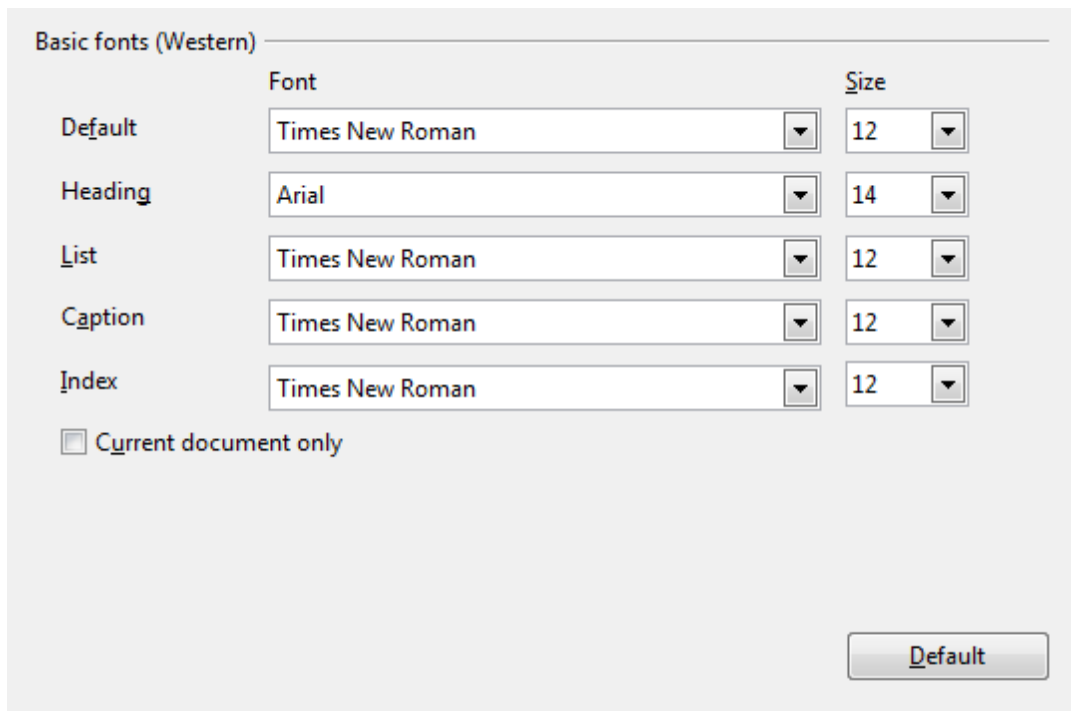 Basic fonts (Western)
Font Size
Default Times New Roman 12
Heading Arial 14
List Times New Roman 12
Caption Times New Roman 12
Index Times New Roman 12
Current document only
Default